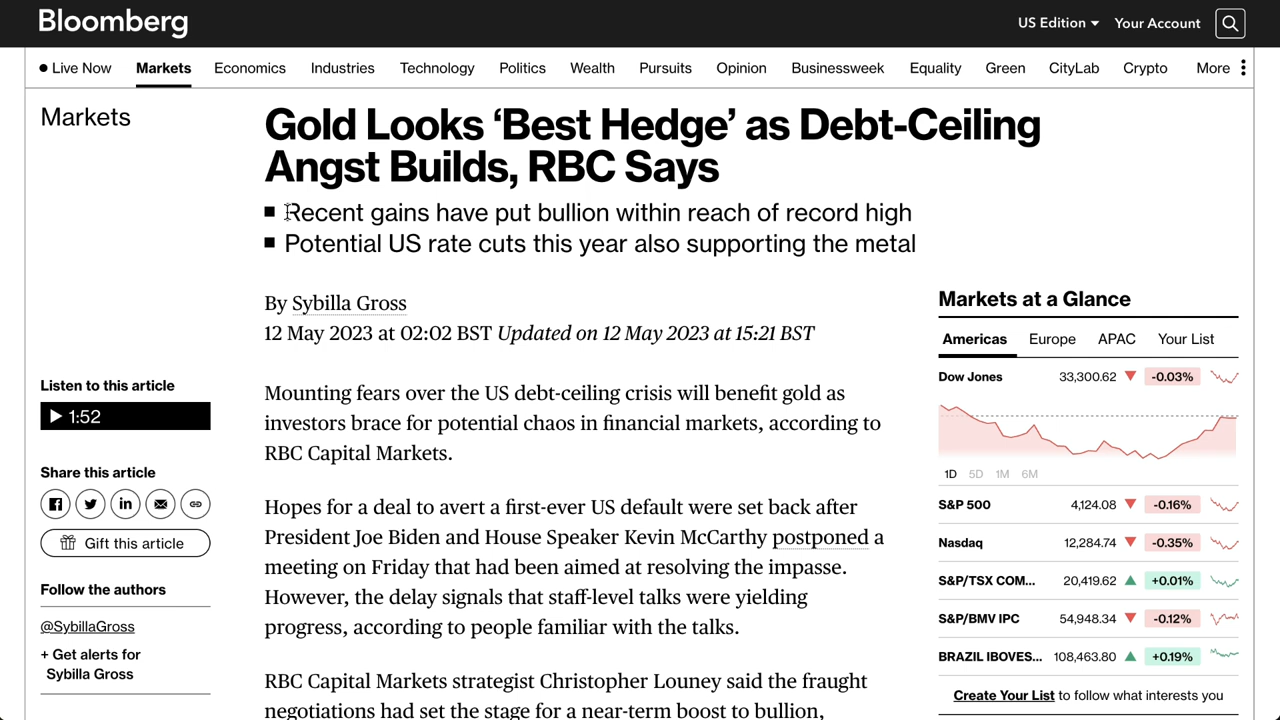 Bloomberg
US Edition
Your Account
Live Now
Markets
Economics
Industries
Technology
Politics
Wealth
Pursuits
Opinion
Businessweek
Equality
Green
CityLab
Crypto
More
Markets
Gold Looks ‘Best Hedge’ as Debt-Ceiling
Angst Builds, RBC Says
Recent gains have put bullion within reach of record high
Potential US rate cuts this year also supporting the metal
By Sybilla Gross
12 May 2023 at 02:02 BST Updated on 12 May 2023 at 15:21 BST
Listen to this article
1:52
Share this article
Gift this article
Follow the authors
@SybillaGross
+ Get alerts for
Sybilla Gross
Mounting fears over the US debt-ceiling crisis will benefit gold as
investors brace for potential chaos in financial markets, according to
RBC Capital Markets.
Hopes for a deal to avert a first-ever US default were set back after
President Joe Biden and House Speaker Kevin McCarthy postponed a
meeting on Friday that had been aimed at resolving the impasse.
However, the delay signals that staff-level talks were yielding
progress, according to people familiar with the talks.
RBC Capital Markets strategist Christopher Louney said the fraught
negotiations had set the stage for a near-term boost to bullion,
Markets at a Glance
Americas Europe APAC Your List
Dow Jones 33,300.62 -0.03%
1D 5D 1M 6M
S&P 500 4,124.08 -0.16%
Nasdaq 12,284.74 -0.35%
S&P/TSX COM... 20,419.62 +0.01%
S&P/BMV IPC 54,948.34 -0.12%
BRAZIL IBOVES... 108,463.80 +0.19%
Create Your List to follow what interests you